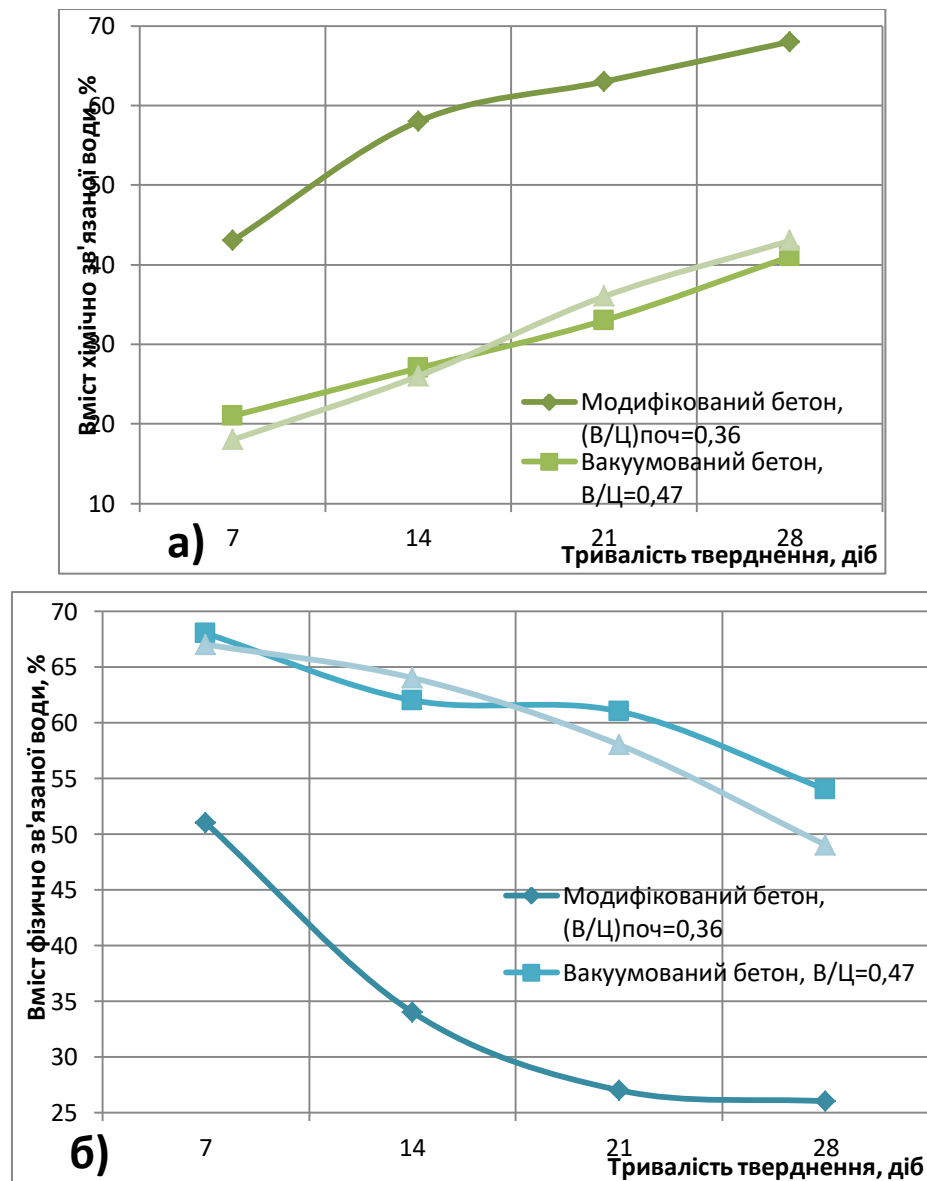 Вміст хімічно зв'язаної води, %
70
60
50
40
30
20
10
Модифікований бетон,
(В/Ц)поч=0,36
Вакуумований бетон,
В/Ц=0,47
а)
7 14 21 28
Тривалість тверднення, діб
Вміст фізично зв'язаної води, %
70
65
60
55
50
45
40
35
30
25
Модифікований бетон,
(В/Ц)поч=0,36
Вакуумований бетон, В/Ц=0,47
б)
7 14 21 28
Тривалість тверднення, діб